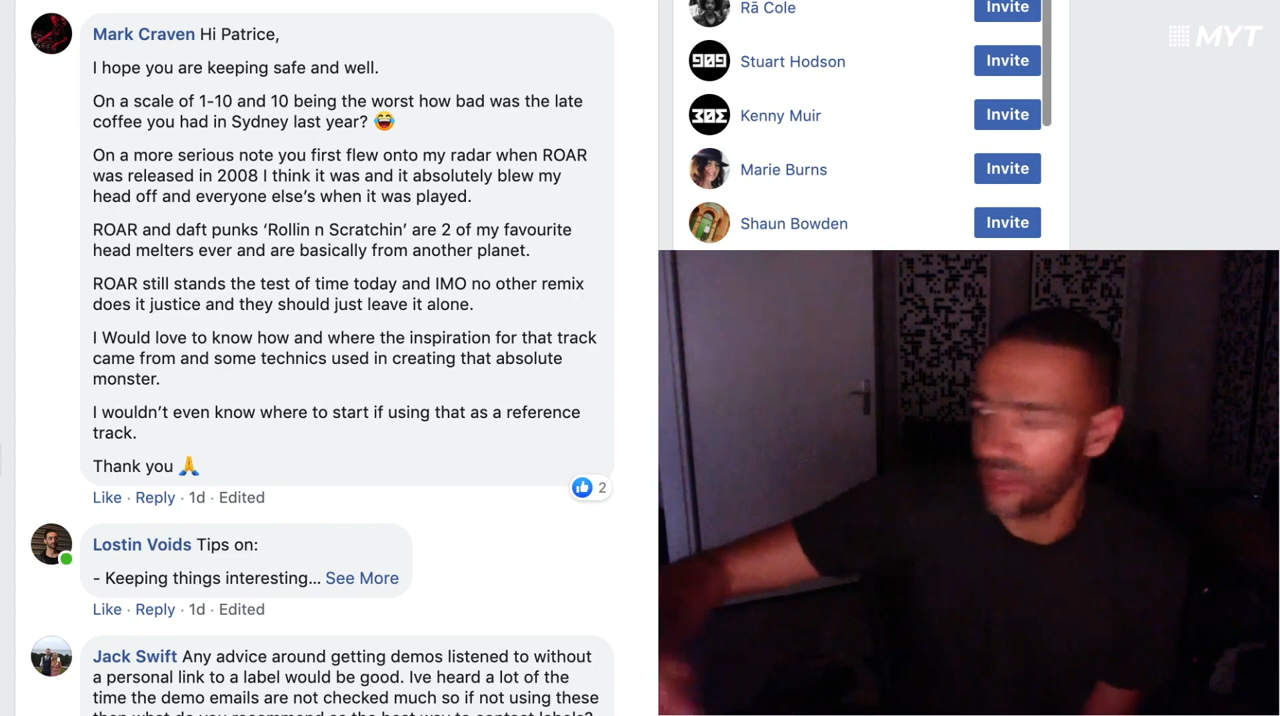 Mark Craven Hi Patrice,
I hope you are keeping safe and well.
On a scale of 1-10 and 10 being the worst how bad was the late
coffee you had in Sydney last year? 😂
On a more serious note you first flew onto my radar when ROAR
was released in 2008 I think it was and it absolutely blew my
head off and everyone else’s when it was played.
ROAR and daft punks ‘Rollin n Scratchin’ are 2 of my favourite
head melters ever and are basically from another planet.
ROAR still stands the test of time today and IMO no other remix
does it justice and they should just leave it alone.
I Would love to know how and where the inspiration for that track
came from and some technics used in creating that absolute
monster.
I wouldn’t even know where to start if using that as a reference
track.
Thank you 🙏
2
Like · Reply · 1d · Edited
Lostin Voids Tips on:
- Keeping things interesting... See More
Like · Reply · 1d · Edited
Jack Swift Any advice around getting demos listened to without
a personal link to a label would be good. Ive heard a lot of the
time the demo emails are not checked much so if not using these
Rā Cole
Invite
909
Stuart Hodson
Invite
303
Kenny Muir
Invite
Marie Burns
Invite
Shaun Bowden
Invite
MYT